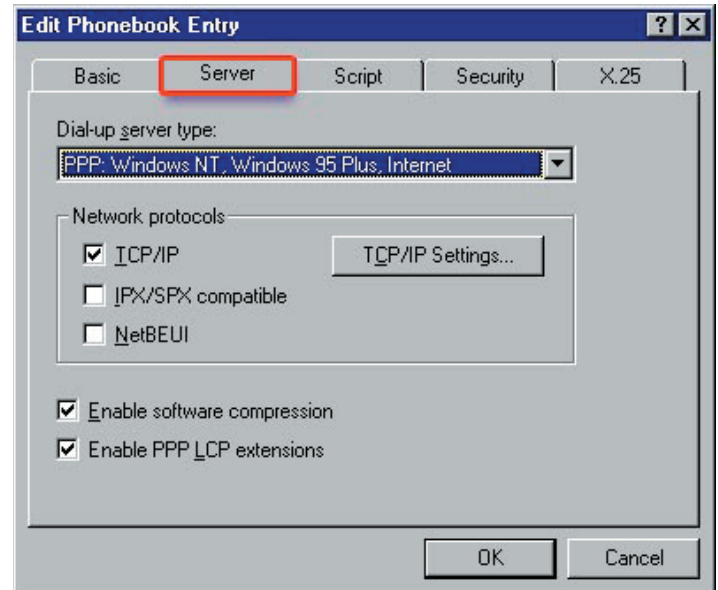 Edit Phonebook Entry
Basic Server Script Security X.25
Dial-up server type:
PPP: Windows NT, Windows 95 Plus, Internet
Network protocols
TCP/IP TCP/IP Settings...
IPX/SPX compatible
NetBEUI
Enable software compression
Enable PPP LCP extensions
OK Cancel